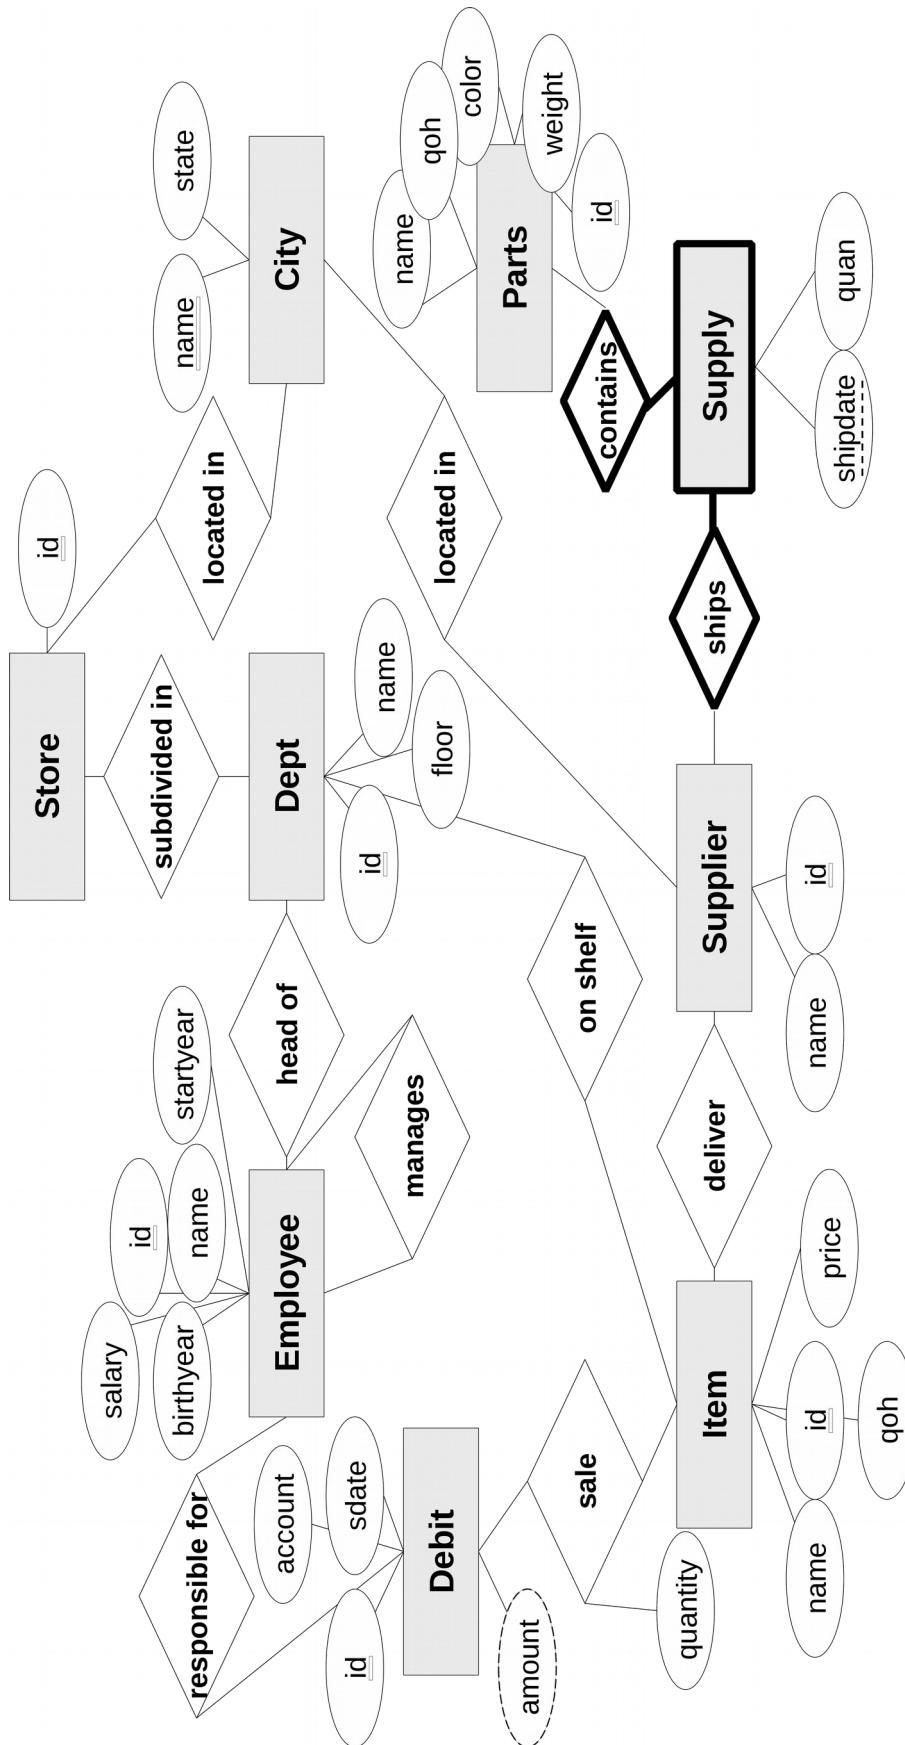 Store
id
subdivided in
located in
name
state
City
Dept
id
floor
name
head of
Employee
salary
id
startyear
birthyear
name
manages
responsible for
account
sdate
id
Debit
amount
sale
quantity
Item
name
id
qoh
price
deliver
on shelf
Supplier
name
id
located in
ships
Supply
shipdate
quan
contains
Parts
name
qoh
color
weight
id